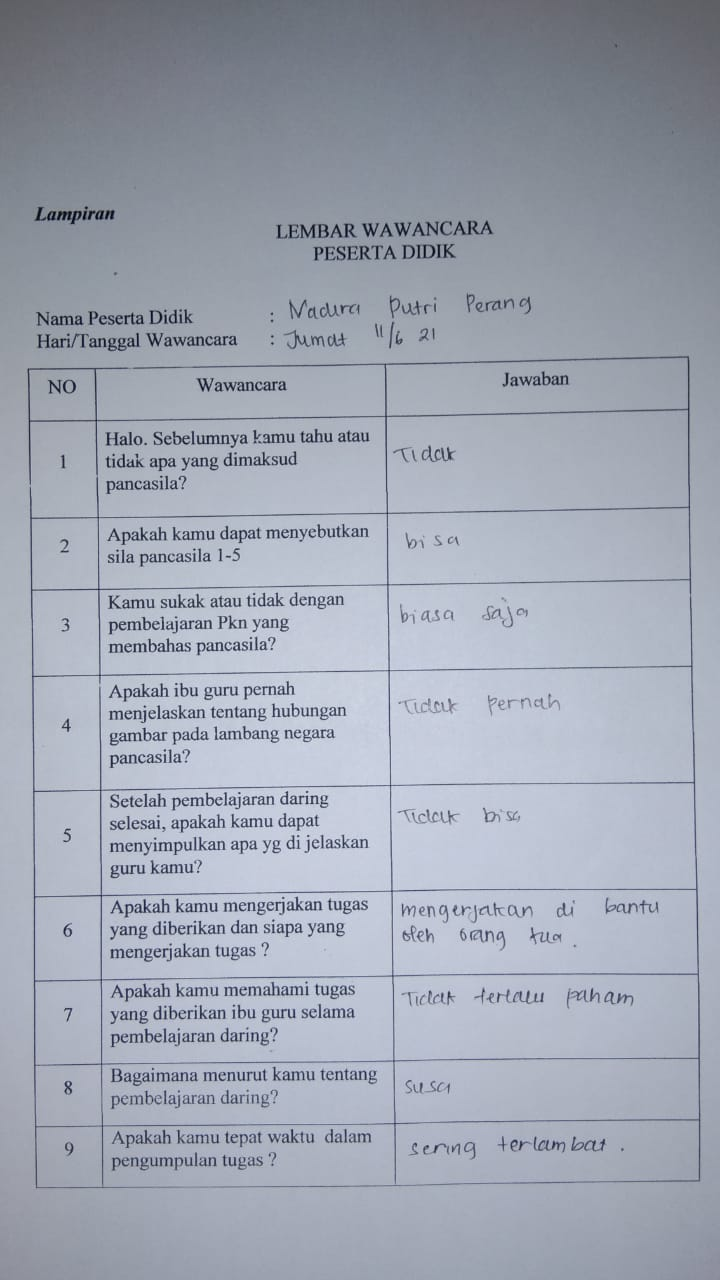 Lampiran
LEMBAR WAWANCARA
PESERTA DIDIK
Nama Peserta Didik : Nadura Putri Perang
Hari/Tanggal Wawancara : Jumat 11/6 21
NO Wawancara Jawaban
1 Halo. Sebelumnya kamu tahu atau
tidak apa yang dimaksud
pancasila?
Tidak
2 Apakah kamu dapat menyebutkan
sila pancasila 1-5
bisa
3 Kamu sukak atau tidak dengan
pembelajaran Pkn yang
membahas pancasila?
biasa saja
4 Apakah ibu guru pernah
menjelaskan tentang hubungan
gambar pada lambang negara
pancasila?
Tidak pernah
5 Setelah pembelajaran daring
selesai, apakah kamu dapat
menyimpulkan apa yg di jelaskan
guru kamu?
Tidak bisa
6 Apakah kamu mengerjakan tugas
yang diberikan dan siapa yang
mengerjakan tugas ?
mengerjakan di bantu
oleh orang tua.
7 Apakah kamu memahami tugas
yang diberikan ibu guru selama
pembelajaran daring?
Tidak terlalu paham
8 Bagaimana menurut kamu tentang
pembelajaran daring?
susa
9 Apakah kamu tepat waktu dalam
pengumpulan tugas ?
sering terlambat.